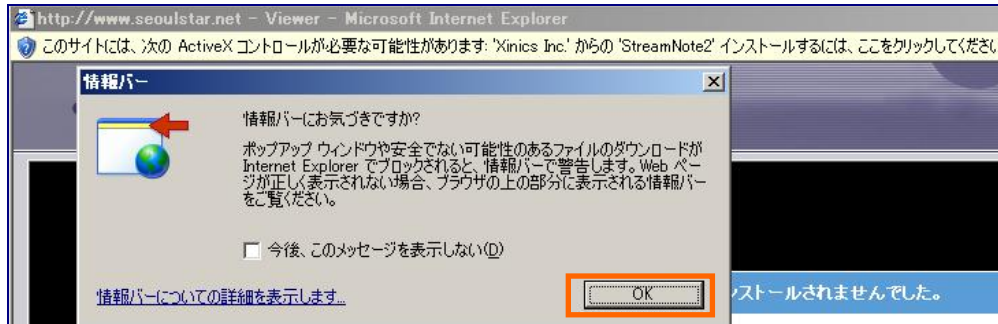 http://www.seoulstar.net - Viewer - Microsoft Internet Explorer
このサイトには、次の ActiveX コントロールが必要な可能性があります: 'Xinics Inc.' からの 'StreamNote2' インストールするには、ここをクリックしてくださ
情報バー
情報バーにお気づきですか?
ポップアップ ウィンドウや安全でない可能性のあるファイルのダウンロードが
Internet Explorer でブロックされると、情報バーで警告します。Web ペー
ジが正しく表示されない場合、ブラウザの上の部分に表示される情報バー
をご覧ください。
今後、このメッセージを表示しない(D)
情報バーについての詳細を表示します...
OK
ストールされませんでした。